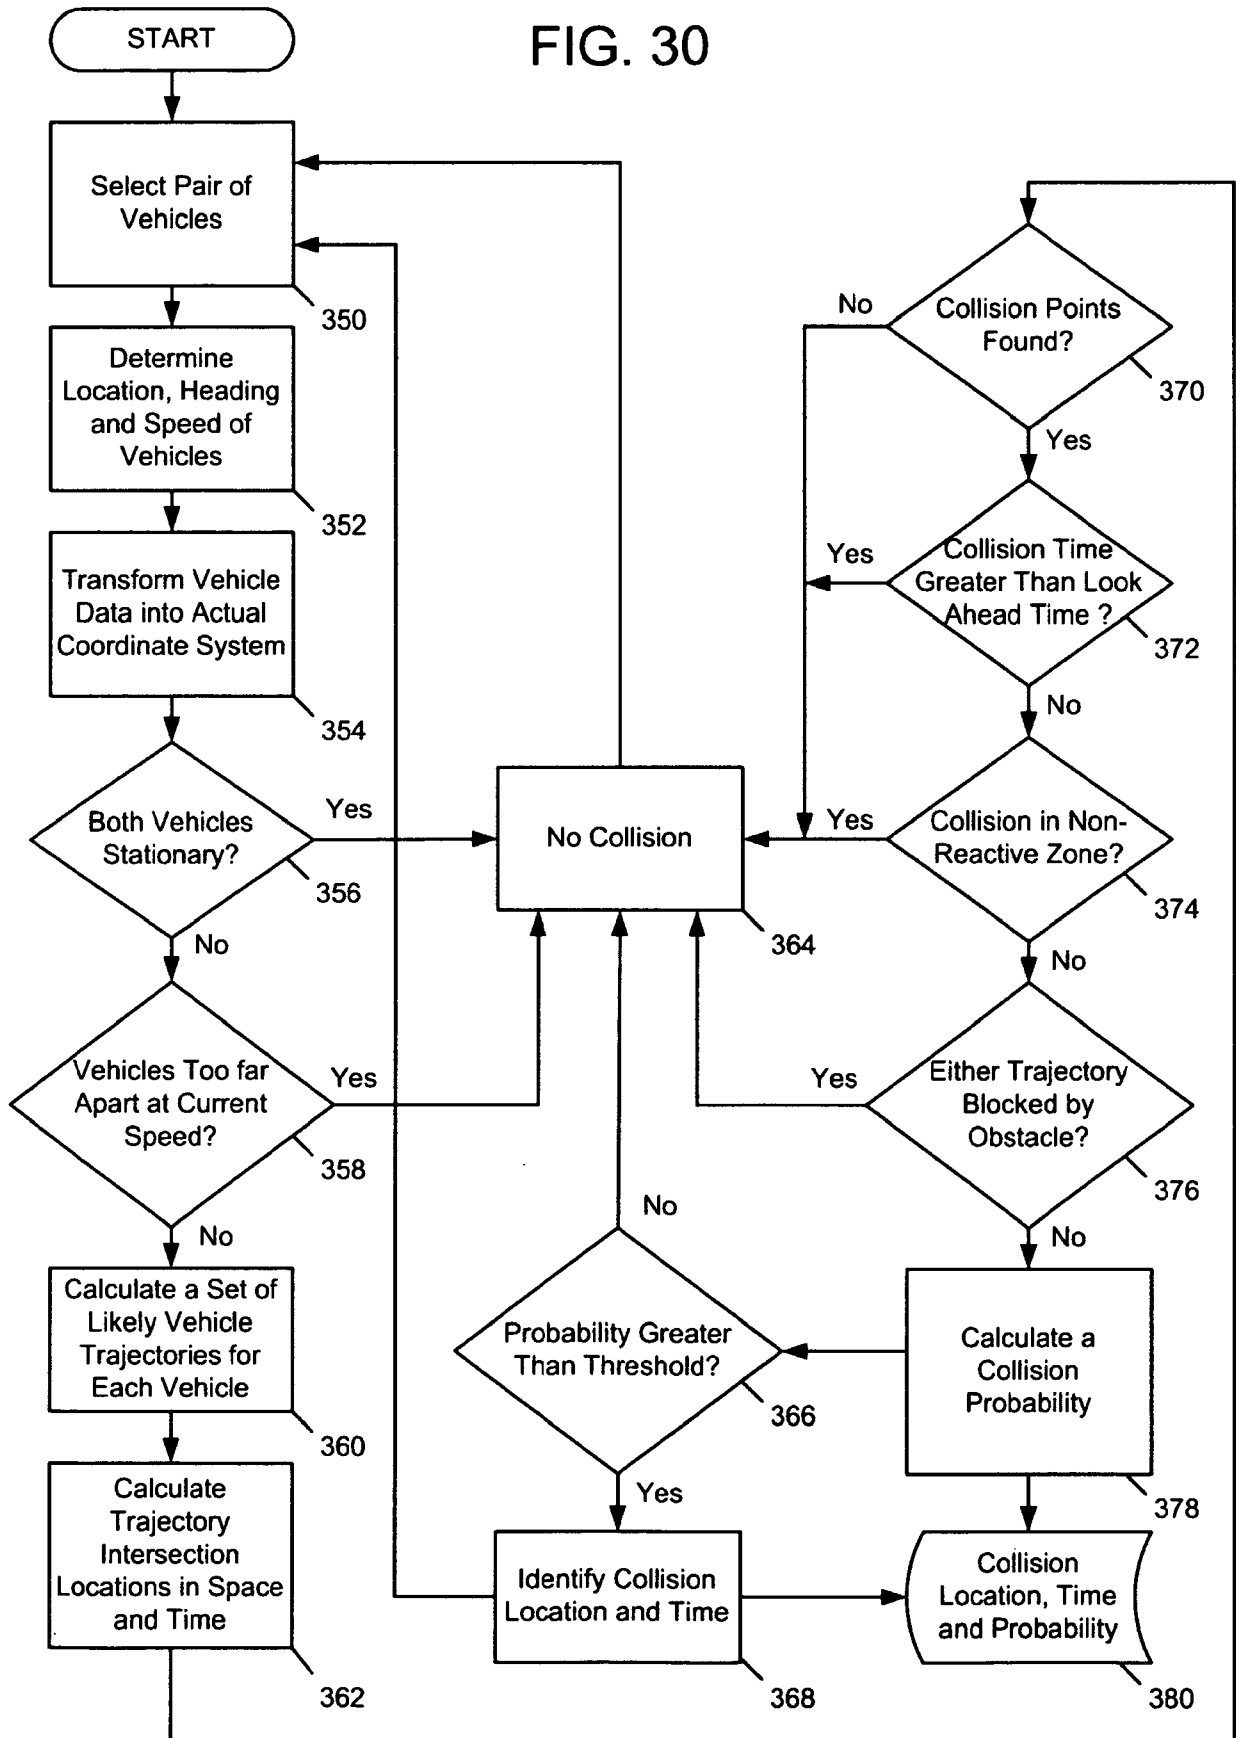 START
FIG. 30
Select Pair of
Vehicles
350
Determine
Location, Heading
and Speed of
Vehicles
352
Transform Vehicle
Data into Actual
Coordinate System
354
Both Vehicles
Stationary?
Yes
356
No
Vehicles Too far
Apart at Current
Speed?
Yes
358
No
Calculate a Set of
Likely Vehicle
Trajectories for
Each Vehicle
360
Calculate
Trajectory
Intersection
Locations in Space
and Time
362
No Collision
364
No
Probability Greater
Than Threshold?
366
Yes
Identify Collision
Location and Time
368
No
Collision Points
Found?
370
Yes
Yes
Collision Time
Greater Than Look
Ahead Time ?
372
No
Yes
Collision in Non-
Reactive Zone?
374
No
Yes
Either Trajectory
Blocked by
Obstacle?
376
No
Calculate a
Collision
Probability
378
Collision
Location, Time
and Probability
380